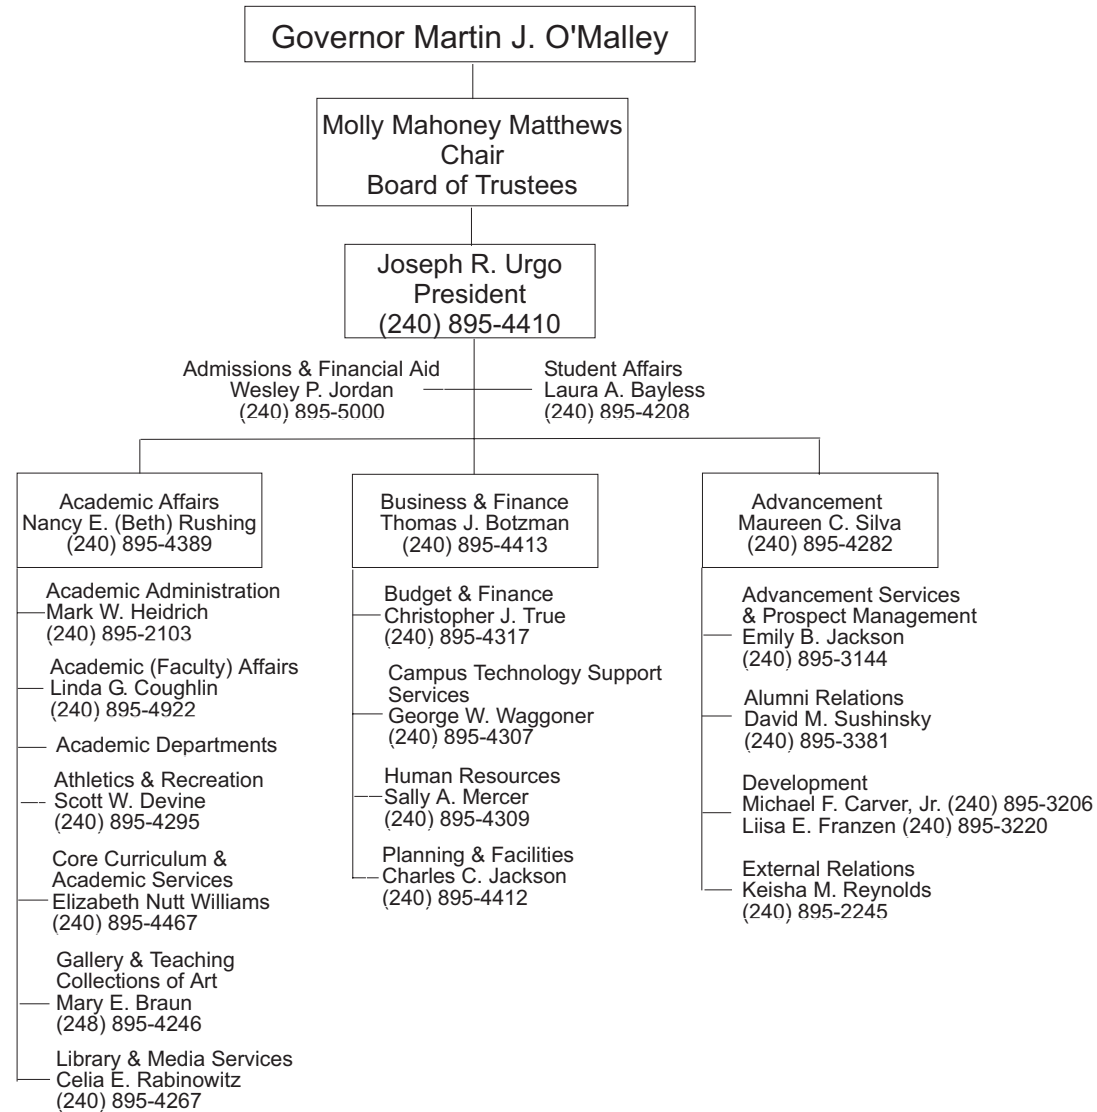 Governor Martin J. O'Malley
Molly Mahoney Matthews
Chair
Board of Trustees
Joseph R. Urgo
President
(240) 895-4410
Admissions & Financial Aid
Wesley P. Jordan
(240) 895-5000
Student Affairs
Laura A. Bayless
(240) 895-4208
Academic Affairs
Nancy E. (Beth) Rushing
(240) 895-4389
Academic Administration
Mark W. Heidrich
(240) 895-2103
Academic (Faculty) Affairs
Linda G. Coughlin
(240) 895-4922
Academic Departments
Athletics & Recreation
Scott W. Devine
(240) 895-4295
Core Curriculum &
Academic Services
Elizabeth Nutt Williams
(240) 895-4467
Gallery & Teaching
Collections of Art
Mary E. Braun
(248) 895-4246
Library & Media Services
Celia E. Rabinowitz
(240) 895-4267
Business & Finance
Thomas J. Botzman
(240) 895-4413
Budget & Finance
Christopher J. True
(240) 895-4317
Campus Technology Support
Services
George W. Waggoner
(240) 895-4307
Human Resources
Sally A. Mercer
(240) 895-4309
Planning & Facilities
Charles C. Jackson
(240) 895-4412
Advancement
Maureen C. Silva
(240) 895-4282
Advancement Services
& Prospect Management
Emily B. Jackson
(240) 895-3144
Alumni Relations
David M. Sushinsky
(240) 895-3381
Development
Michael F. Carver, Jr. (240) 895-3206
Liisa E. Franzen (240) 895-3220
External Relations
Keisha M. Reynolds
(240) 895-2245